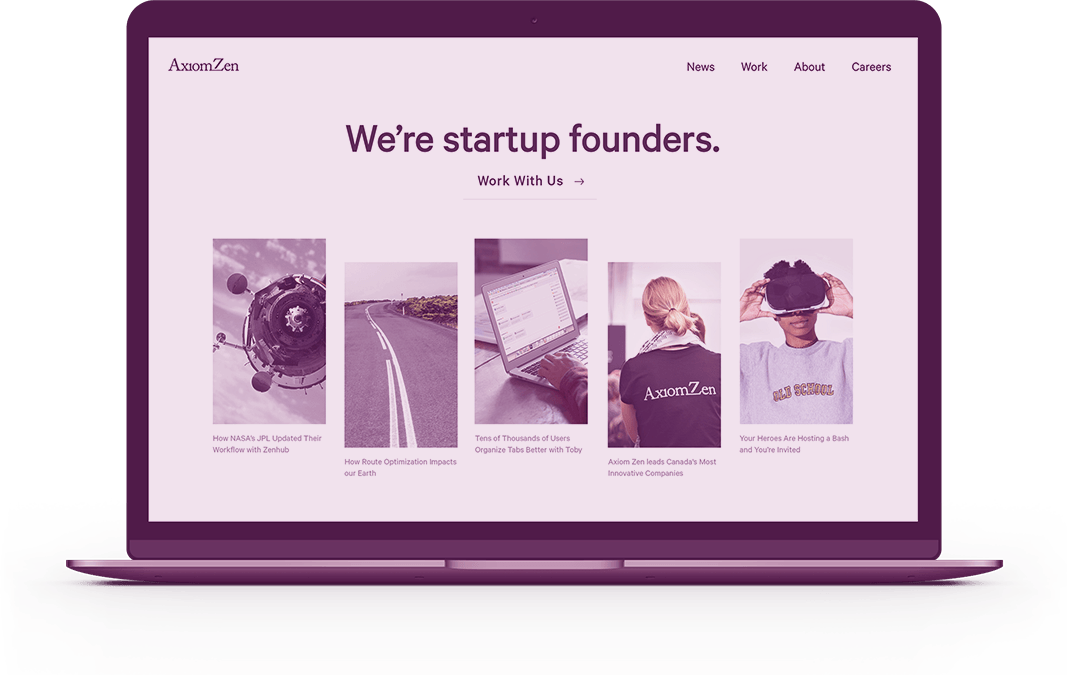 AxiomZen
News Work About Careers
We're startup founders.
Work With Us →
AxiomZen
OLD SCHOOL
How NASA's JPL Updated Their
Workflow with Zenhub
How Route Optimization Impacts
our Earth
Tens of Thousands of Users
Organize Tabs Better with Toby
Axiom Zen leads Canada's Most
Innovative Companies
Your Heroes Are Hosting a Bash
and You're Invited